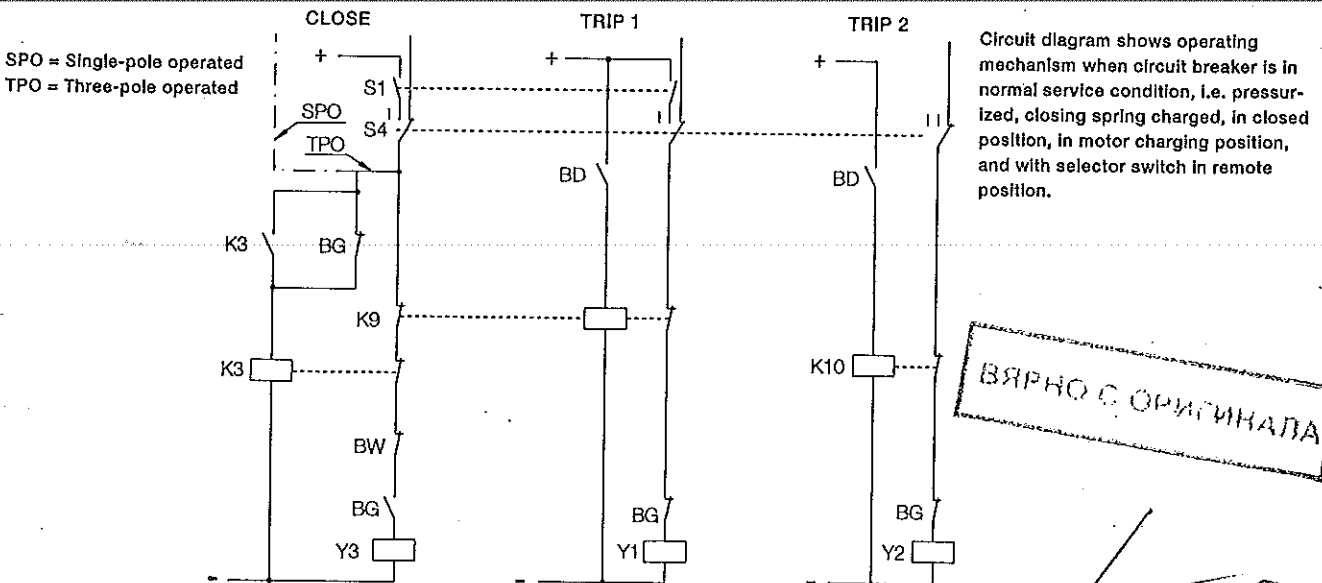 CLOSE
TRIP 1
TRIP 2
SPO = Single-pole operated
TPO = Three-pole operated
Circuit diagram shows operating
mechanism when circuit breaker is in
normal service condition, i.e. pressur-
ized, closing spring charged, in closed
position, in motor charging position,
and with selector switch in remote
position.
+
+
+
S1
SPO
S4
I
I
II
TPO
BD
BD
K3
BG
K9
K3
K10
BW
BG
BG
BG
Y3
Y1
Y2
-
-
-
ВЯРНО С ОРИГИНАЛА